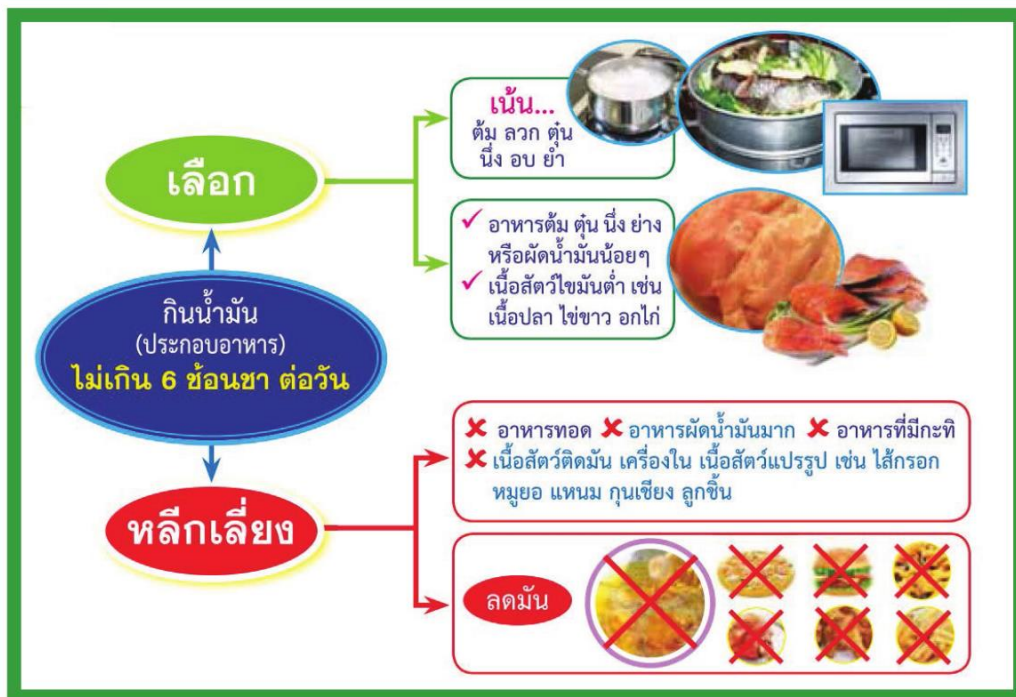 เน้น...
ต้ม ลวก ตุ๋น
นึ่ง อบ ยำ
เลือก
✓ อาหารต้ม ตุ๋น นึ่ง ย่าง
หรือผัดน้ำมันน้อยๆ
✓ เนื้อสัตว์ไขมันต่ำ เช่น
เนื้อปลา ไข่ขาว อกไก่
กินน้ำมัน
(ประกอบอาหาร)
ไม่เกิน 6 ช้อนชา ต่อวัน
หลีกเลี่ยง
✘ อาหารทอด ✘ อาหารผัดน้ำมันมาก ✘ อาหารที่มีกะทิ
✘ เนื้อสัตว์ติดมัน เครื่องใน เนื้อสัตว์แปรรูป เช่น ไส้กรอก
หมูยอ แหนม กุนเชียง ลูกชิ้น
ลดมัน